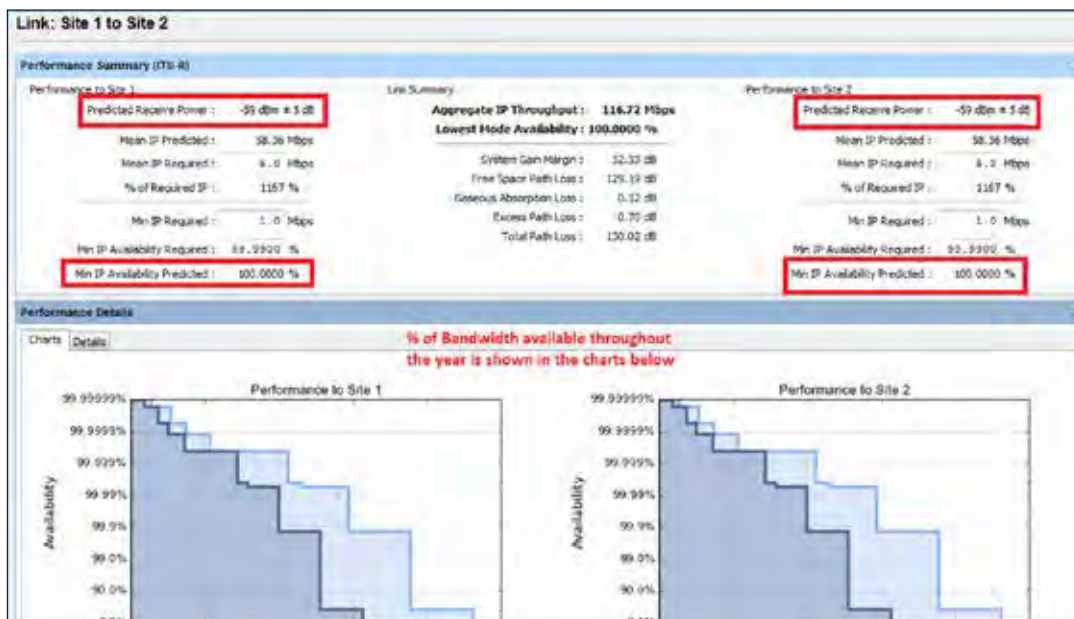 Link: Site 1 to Site 2
Performance Summary (ITU-R)
Performance to Site 1
Predicted Receive Power : -59 dBm ± 5 dB
Mean IP Predicted : 58.36 Mbps
Mean IP Required : 5.0 Mbps
% of Required IP : 1167 %
Min IP Required : 1.0 Mbps
Min IP Availability Required : 99.9900 %
Min IP Availability Predicted : 100.0000 %
Link Summary
Aggregate IP Throughput : 116.72 Mbps
Lowest Mode Availability : 100.0000 %
System Gain Margin : 32.33 dB
Free Space Path Loss : 129.19 dB
Gaseous Absorption Loss : 0.12 dB
Excess Path Loss : 0.70 dB
Total Path Loss : 130.02 dB
Performance to Site 2
Predicted Receive Power : -59 dBm ± 5 dB
Mean IP Predicted : 58.36 Mbps
Mean IP Required : 5.0 Mbps
% of Required IP : 1167 %
Min IP Required : 1.0 Mbps
Min IP Availability Required : 99.9900 %
Min IP Availability Predicted : 100.0000 %
Performance Details
Charts Details
% of Bandwidth available throughout
the year is shown in the charts below
Performance to Site 1
99.99999%
99.9999%
99.999%
99.99%
99.9%
99.0%
90.0%
Availability
Performance to Site 2
99.99999%
99.9999%
99.999%
99.99%
99.9%
99.0%
90.0%
Availability